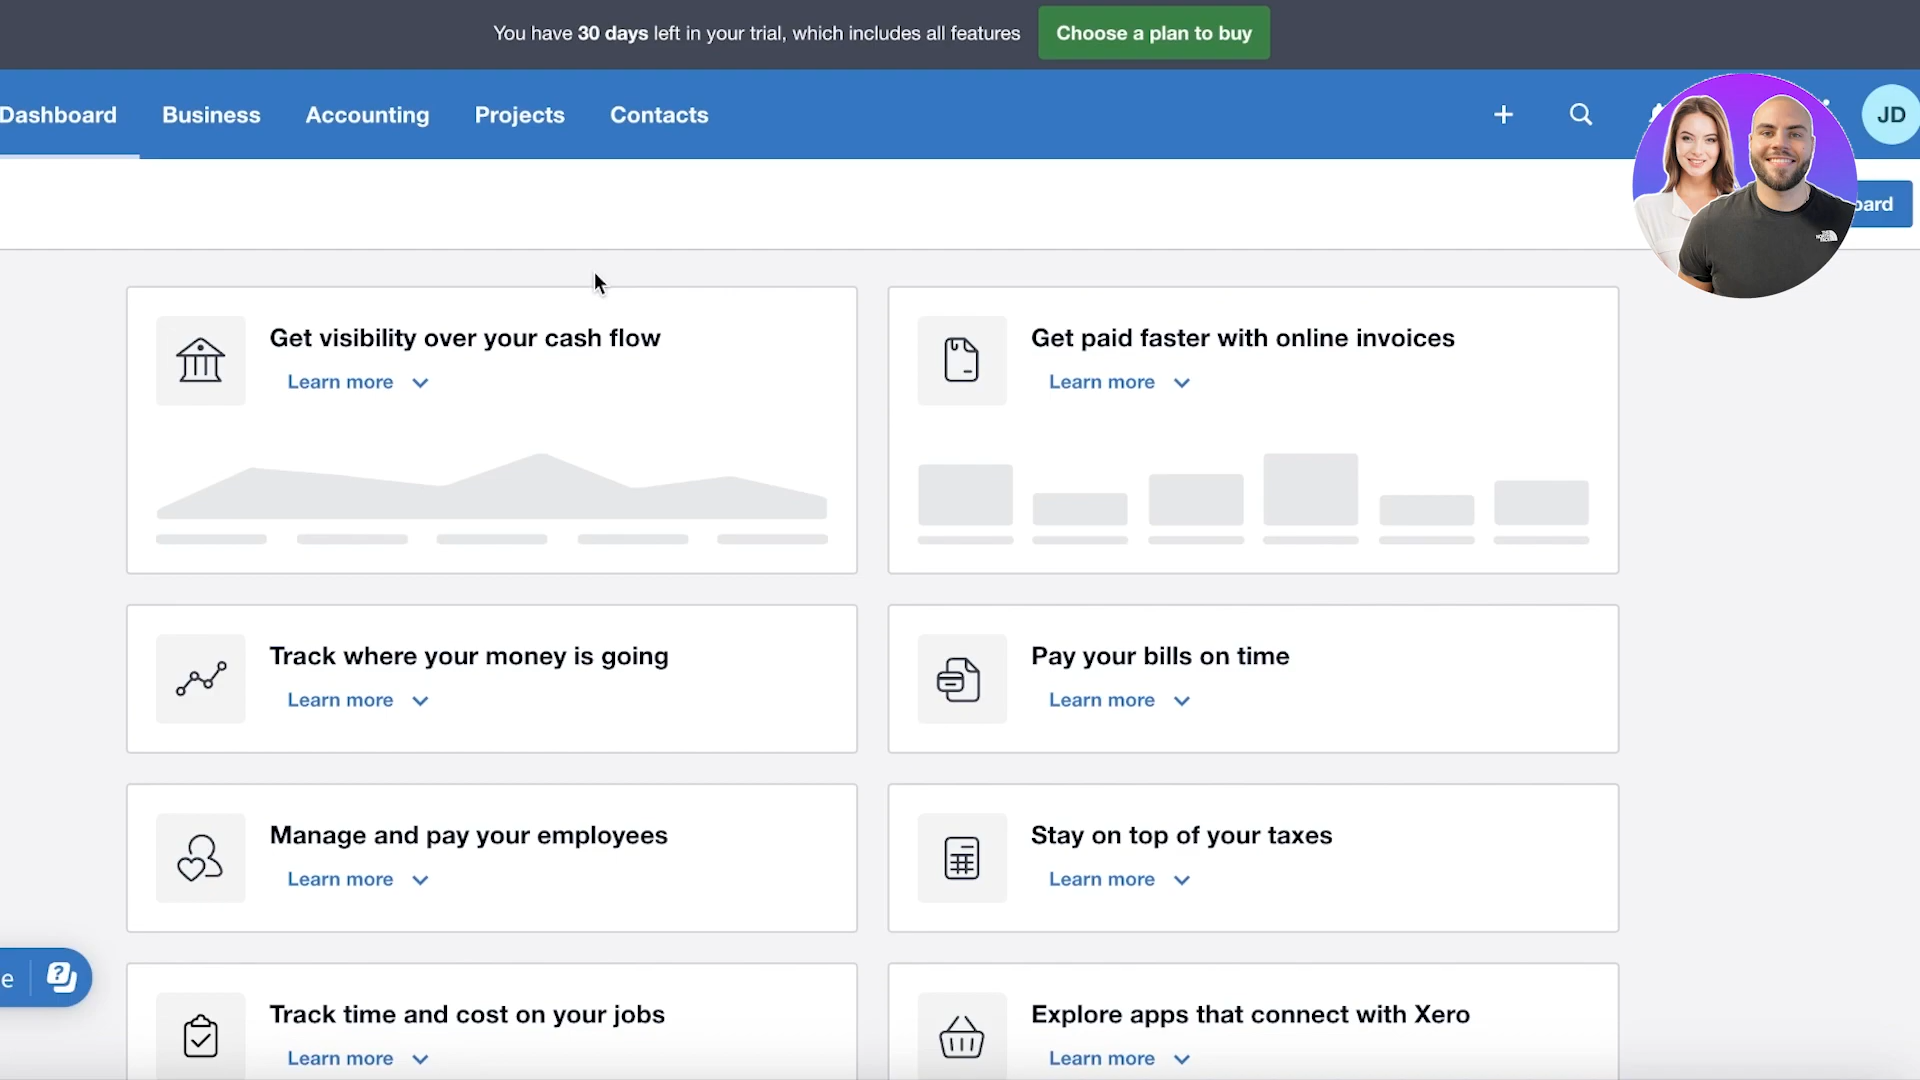 You have 30 days left in your trial, which includes all features
Choose a plan to buy
Dashboard
Business
Accounting
Projects
Contacts
JD
Get visibility over your cash flow
Learn more
Get paid faster with online invoices
Learn more
Track where your money is going
Learn more
Pay your bills on time
Learn more
Manage and pay your employees
Learn more
Stay on top of your taxes
Learn more
e
?
Track time and cost on your jobs
Learn more
Explore apps that connect with Xero
Learn more